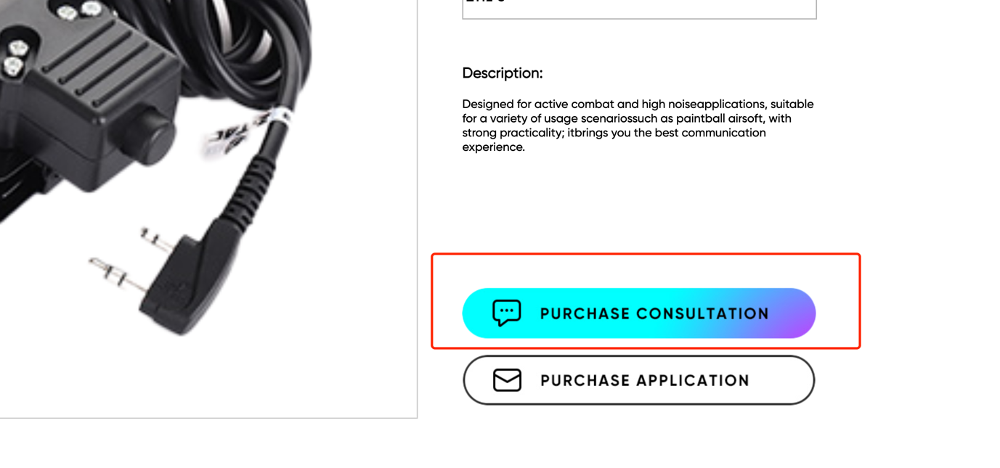 Description:
Designed for active combat and high noiseapplications, suitable
for a variety of usage scenariossuch as paintball airsoft, with
strong practicality; itbrings you the best communication
experience.
PURCHASE CONSULTATION
PURCHASE APPLICATION